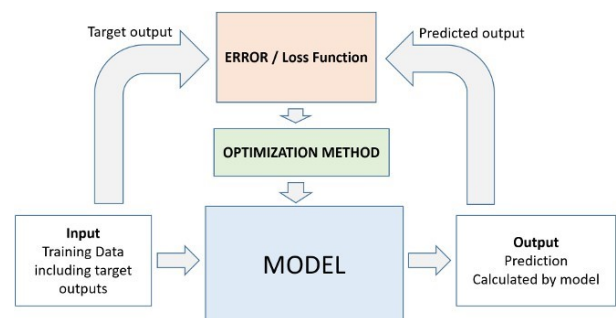 Target output
Predicted output
ERROR / Loss Function
OPTIMIZATION METHOD
Input
Training Data
including target
outputs
MODEL
Output
Prediction
Calculated by model